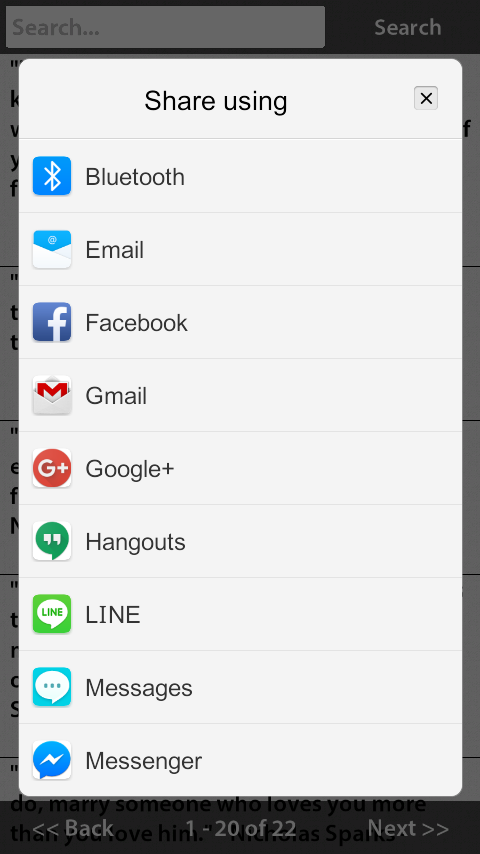 Search...
Search
Share using
Bluetooth
@
Email
f
Facebook
M
Gmail
G+
Google+
Hangouts
LINE
LINE
Messages
Messenger
do, marry someone who loves you more
than you love him." Nicholas Sparks
<< Back
1 - 20 of 22
Next >>